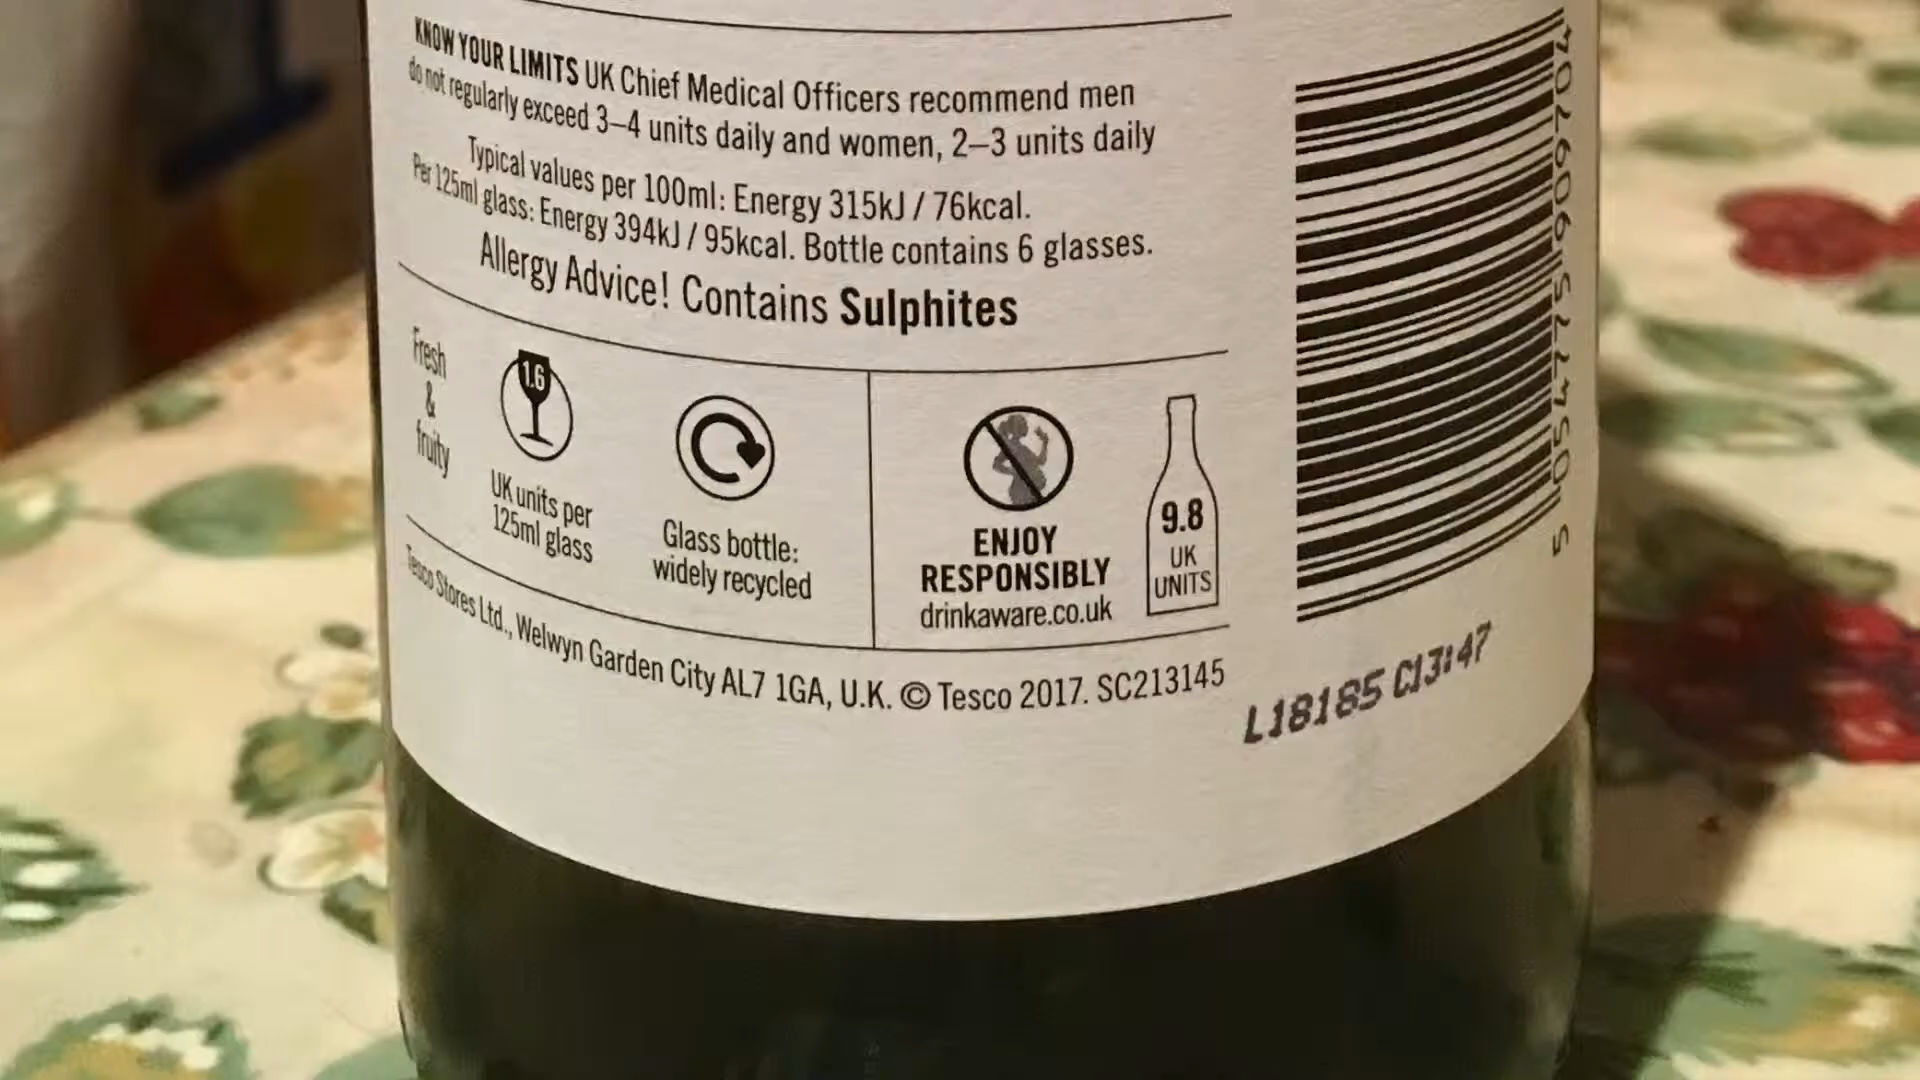 KNOW YOUR LIMITS UK Chief Medical Officers recommend men
do not regularly exceed 3–4 units daily and women, 2–3 units daily
Typical values per 100ml: Energy 315kJ / 76kcal.
Per 125ml glass: Energy 394kJ / 95kcal. Bottle contains 6 glasses.
Allergy Advice! Contains Sulphites
Fresh
&
fruity
1.6
UK units per
125ml glass
Glass bottle:
widely recycled
ENJOY
RESPONSIBLY
drinkaware.co.uk
9.8
UK
UNITS
Tesco Stores Ltd., Welwyn Garden City AL7 1GA, U.K. © Tesco 2017. SC213145
5 054775 969704
L18185 C13:47